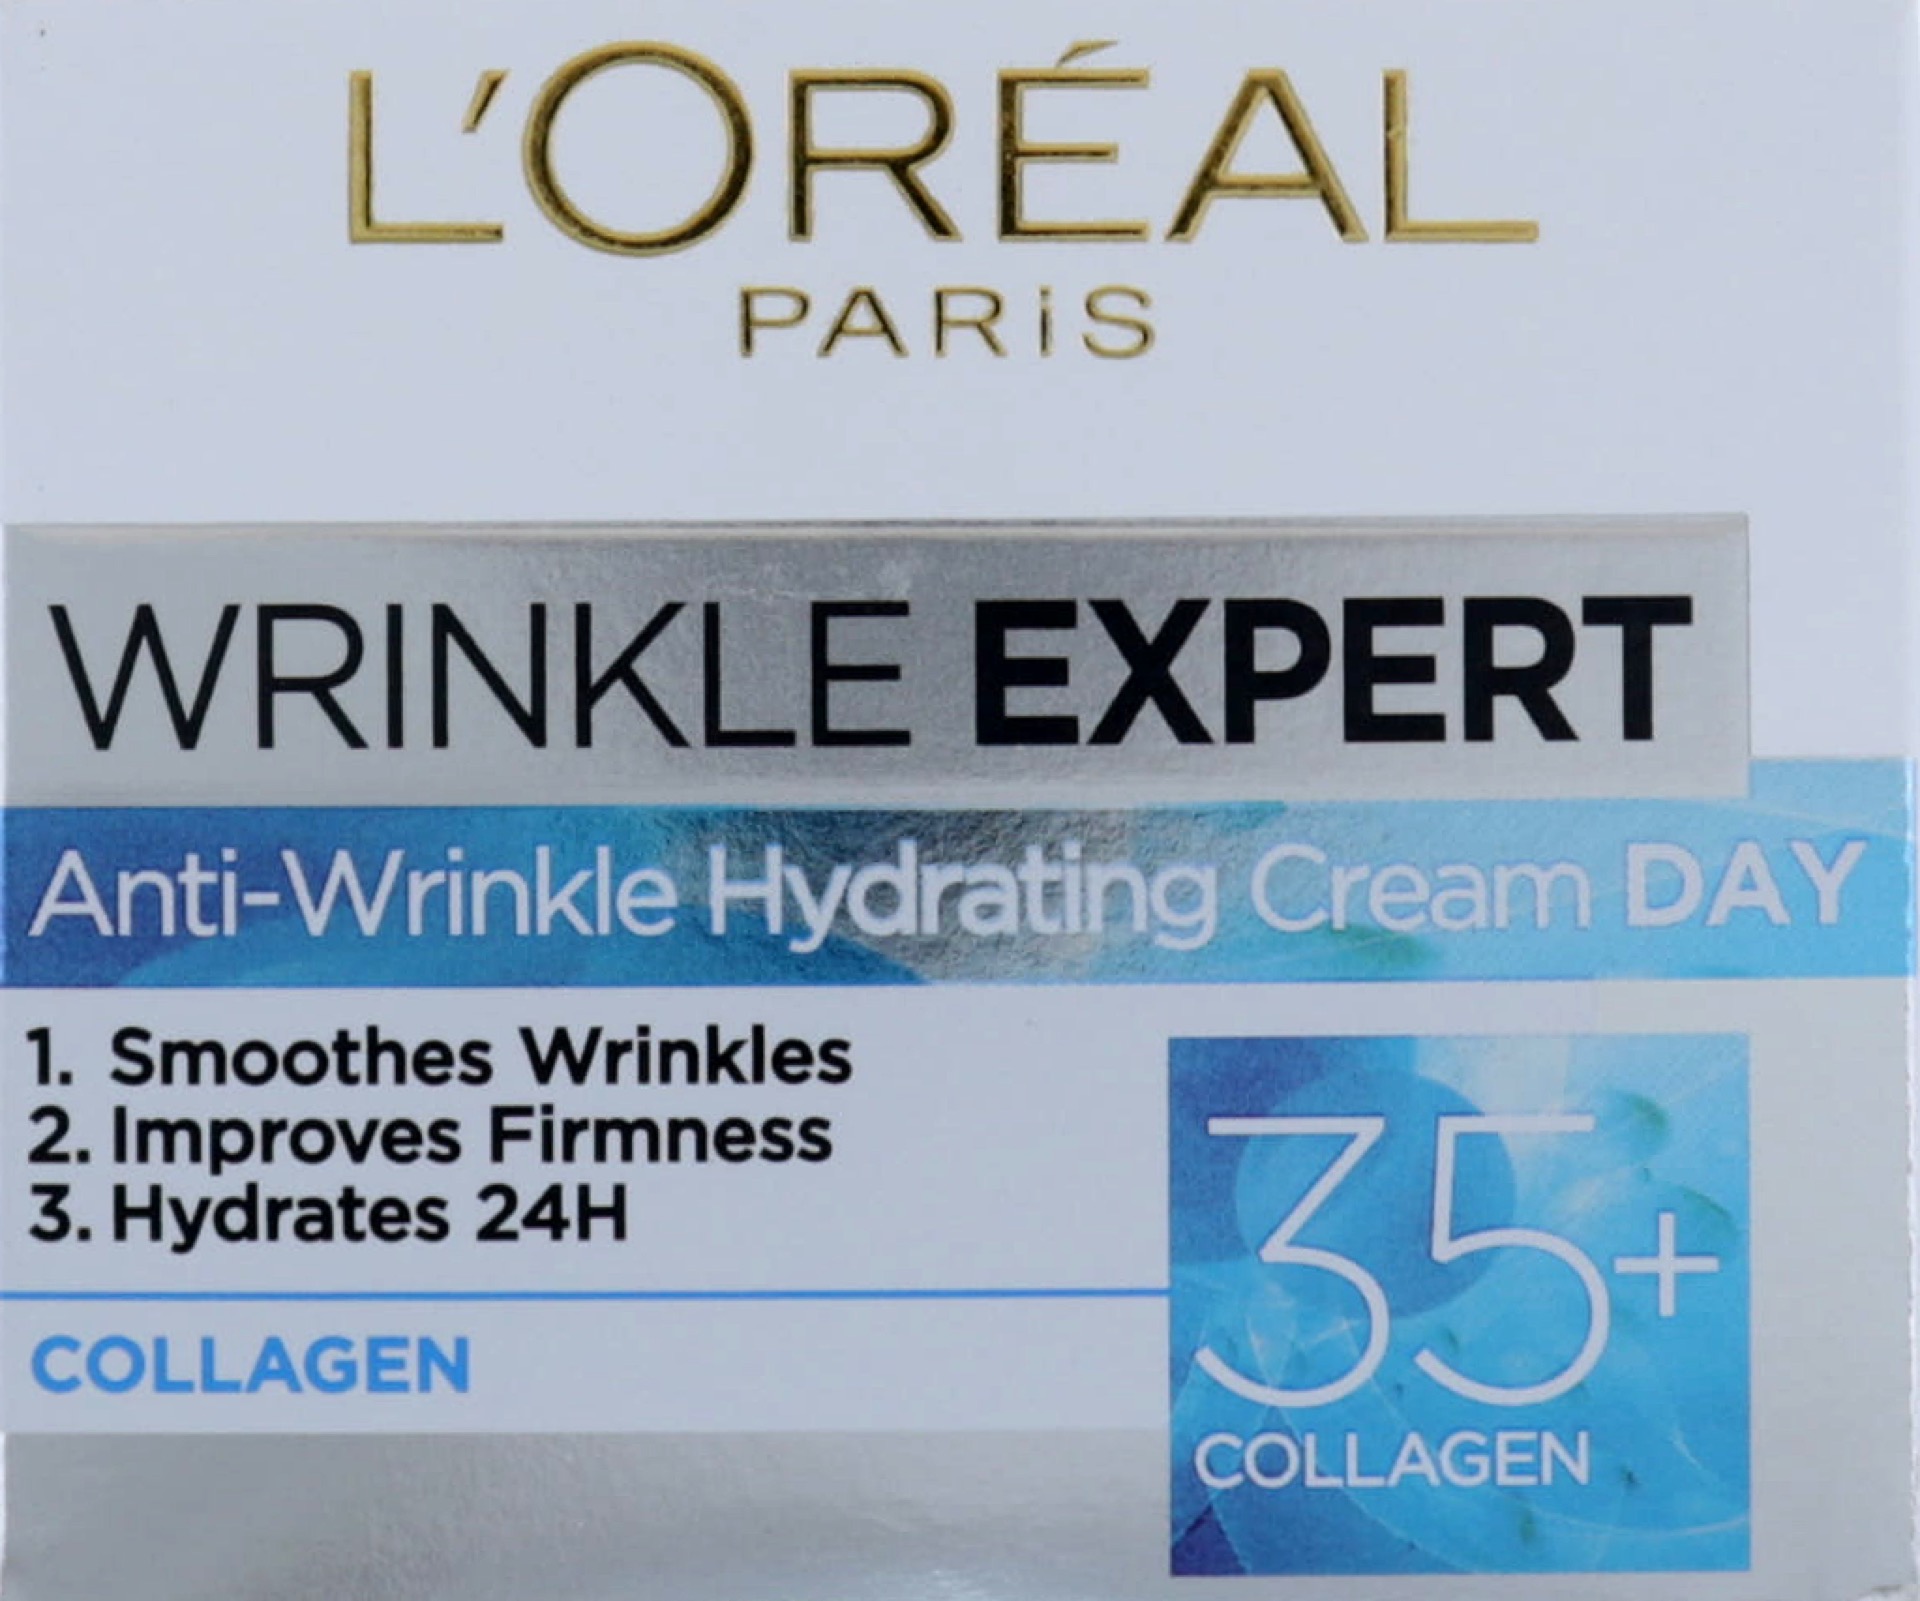 L'ORÉAL
PARiS
WRINKLE EXPERT
Anti-Wrinkle Hydrating Cream DAY
1. Smoothes Wrinkles
2. Improves Firmness
3. Hydrates 24H
COLLAGEN
35+
COLLAGEN